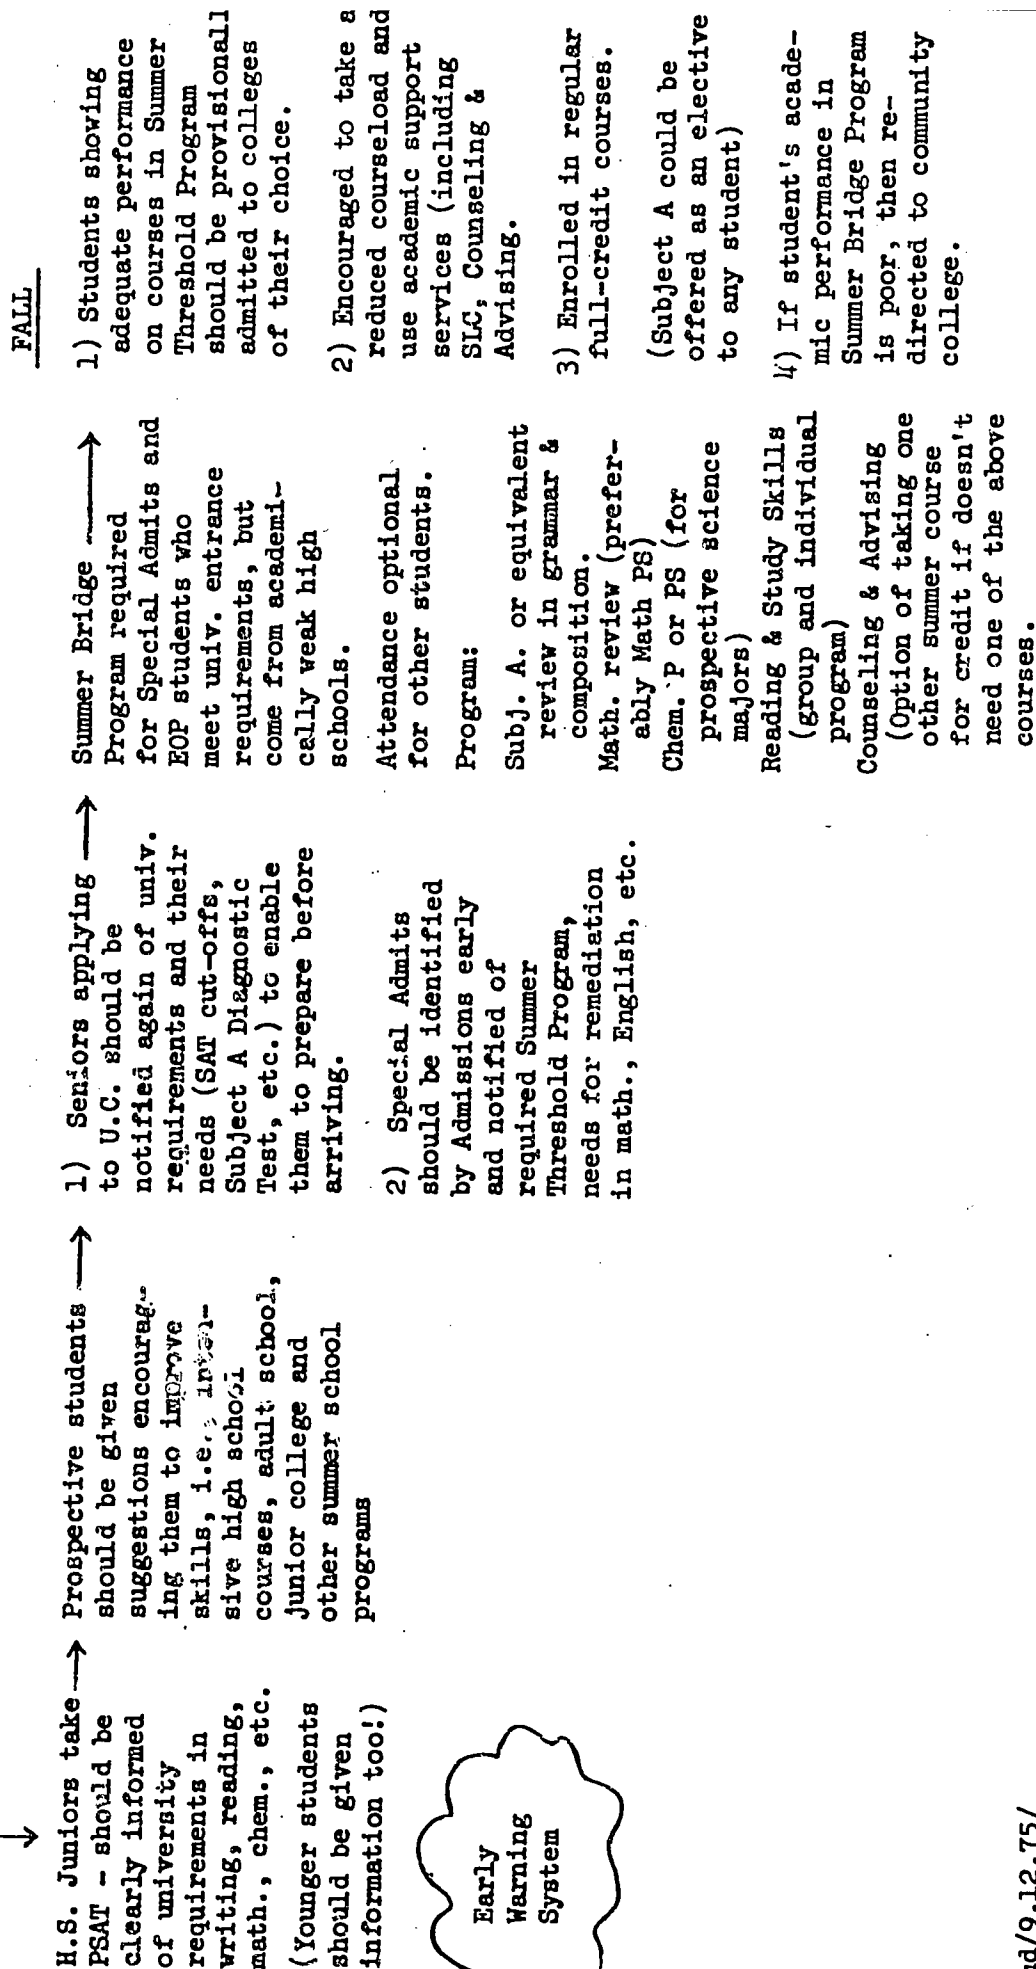 H.S. Juniors take
PSAT - should be
clearly informed
of university
requirements in
writing, reading,
math., chem., etc.
(Younger students
should be given
information too!)
Early
Warning
System
Prospective students
should be given
suggestions encourag-
ing them to improve
skills, i.e., inten-
sive high school
courses, adult school,
junior college and
other summer school
programs
1) Seniors applying
to U.C. should be
notified again of univ.
requirements and their
needs (SAT cut-offs,
Subject A Diagnostic
Test, etc.) to enable
them to prepare before
arriving.
2) Special Admits
should be identified
by Admissions early
and notified of
required Summer
Threshold Program,
needs for remediation
in math., English, etc.
Summer Bridge
Program required
for Special Admits and
EOP students who
meet univ. entrance
requirements, but
come from academi-
cally weak high
schools.
Attendance optional
for other students.
Program:
Subj. A. or equivalent
review in grammar &
composition.
Math. review (prefer-
ably Math PS)
Chem. P or PS (for
prospective science
majors)
Reading & Study Skills
(group and individual
program)
Counseling & Advising
(Option of taking one
other summer course
for credit if doesn't
need one of the above
courses.
FALL
1) Students showing
adequate performance
on courses in Summer
Threshold Program
should be provisionall
admitted to colleges
of their choice.
2) Encouraged to take a
reduced courseload and
use academic support
services (including
SLC, Counseling &
Advising.
3) Enrolled in regular
full-credit courses.
(Subject A could be
offered as an elective
to any student)
4) If student's acade-
mic performance in
Summer Bridge Program
is poor, then re-
directed to community
college.
ud/9.12.75/